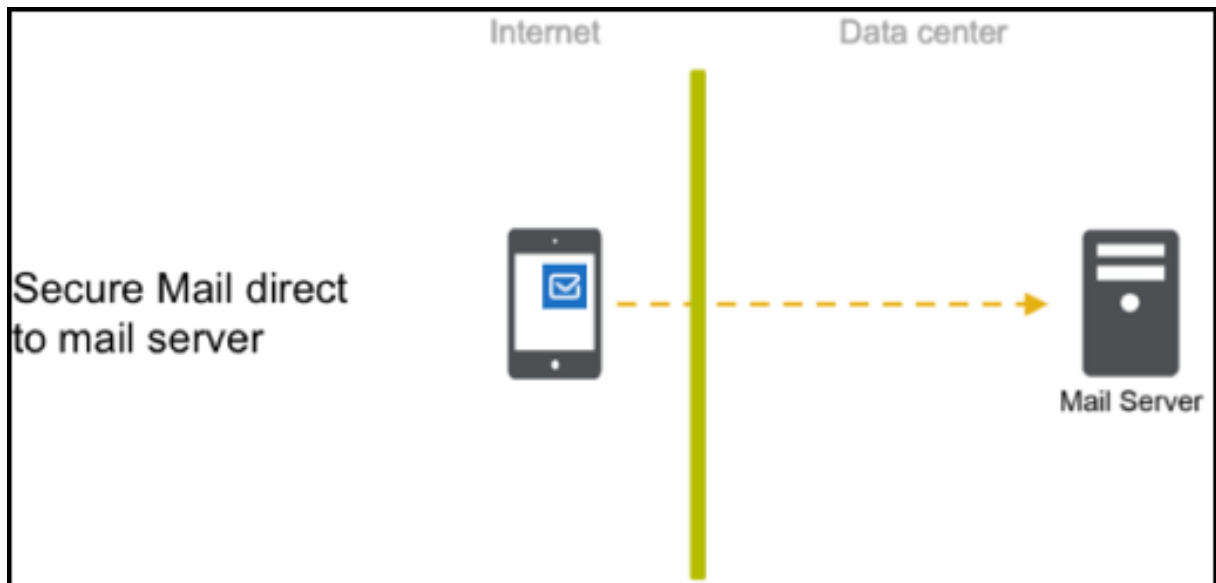 Internet
Data center
Secure Mail direct
to mail server
Mail Server